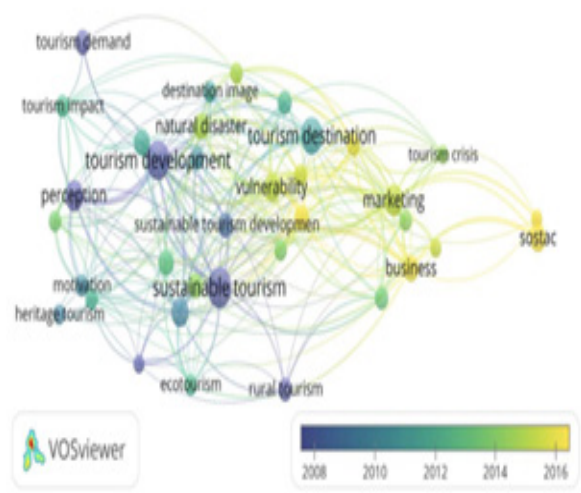 tourism demand
destination image
tourism impact
natural disaster
tourism destination
tourism crisis
tourism development
vulnerability
perception
marketing
sustainable tourism developmen
sostac
business
motivation
sustainable tourism
heritage tourism
ecotourism
rural tourism
VOSviewer
2008 2010 2012 2014 2016